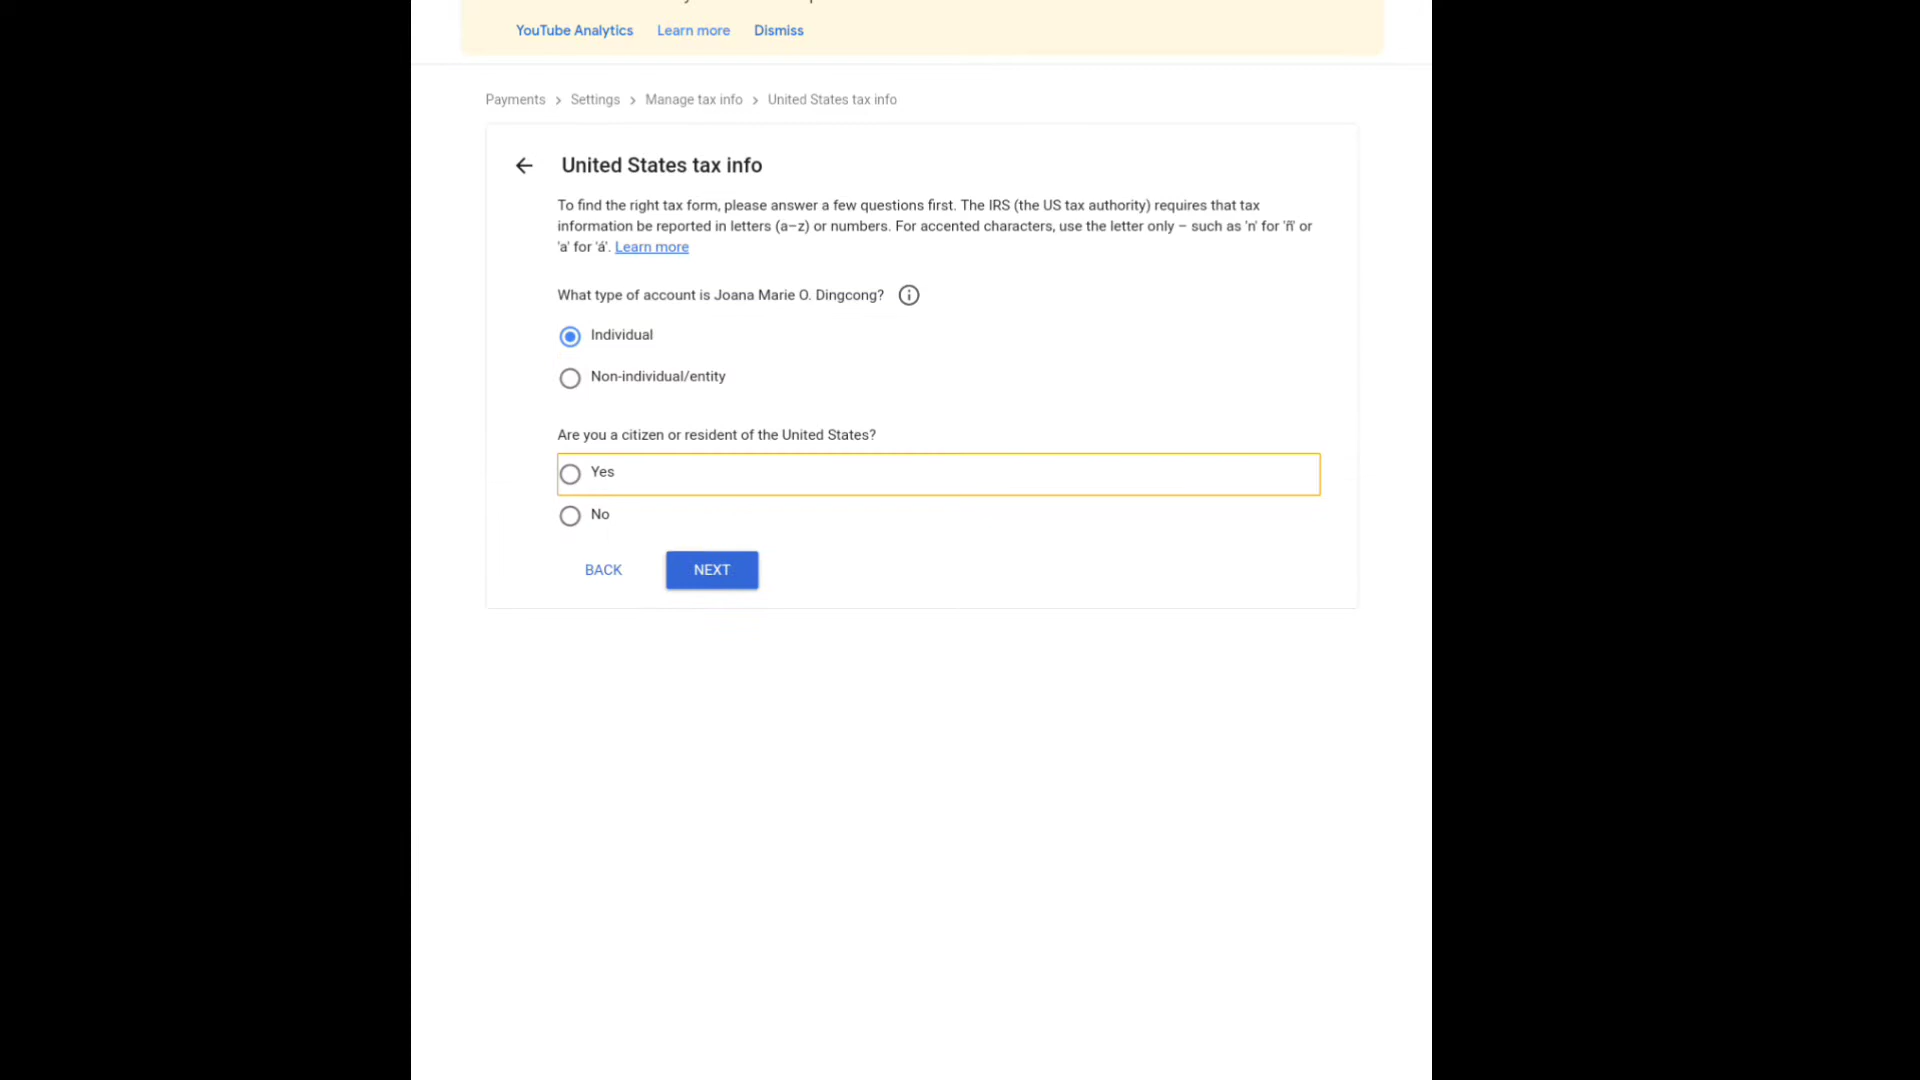 YouTube Analytics Learn more Dismiss
Payments > Settings > Manage tax info > United States tax info
United States tax info
To find the right tax form, please answer a few questions first. The IRS (the US tax authority) requires that tax
information be reported in letters (a–z) or numbers. For accented characters, use the letter only – such as 'n' for 'ñ' or
'a' for 'á'. Learn more
What type of account is Joana Marie O. Dingcong?
Individual
Non-individual/entity
Are you a citizen or resident of the United States?
Yes
No
BACK NEXT